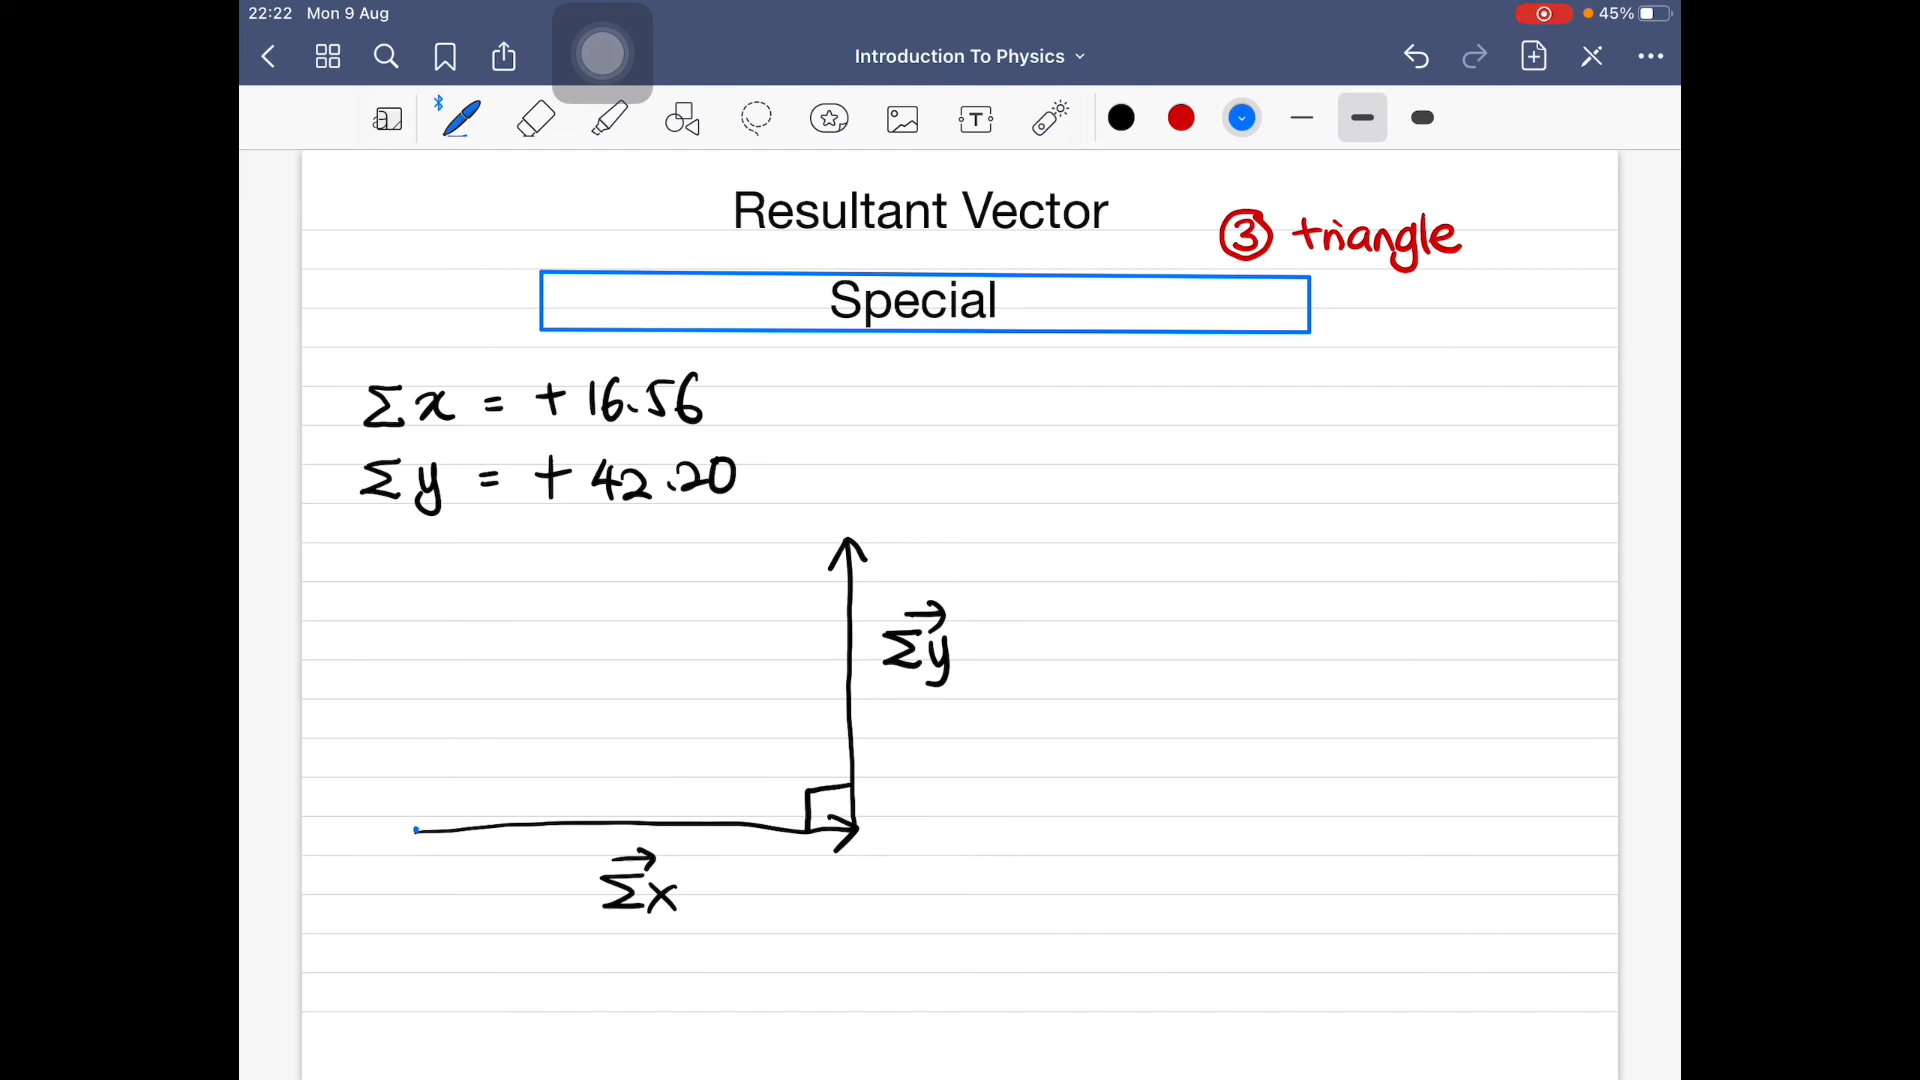 22:22 Mon 9 Aug
45%
Introduction To Physics
T
Resultant Vector
③ triangle
Special
Σx = +16.56
Σy = +42.20
Σy
Σx